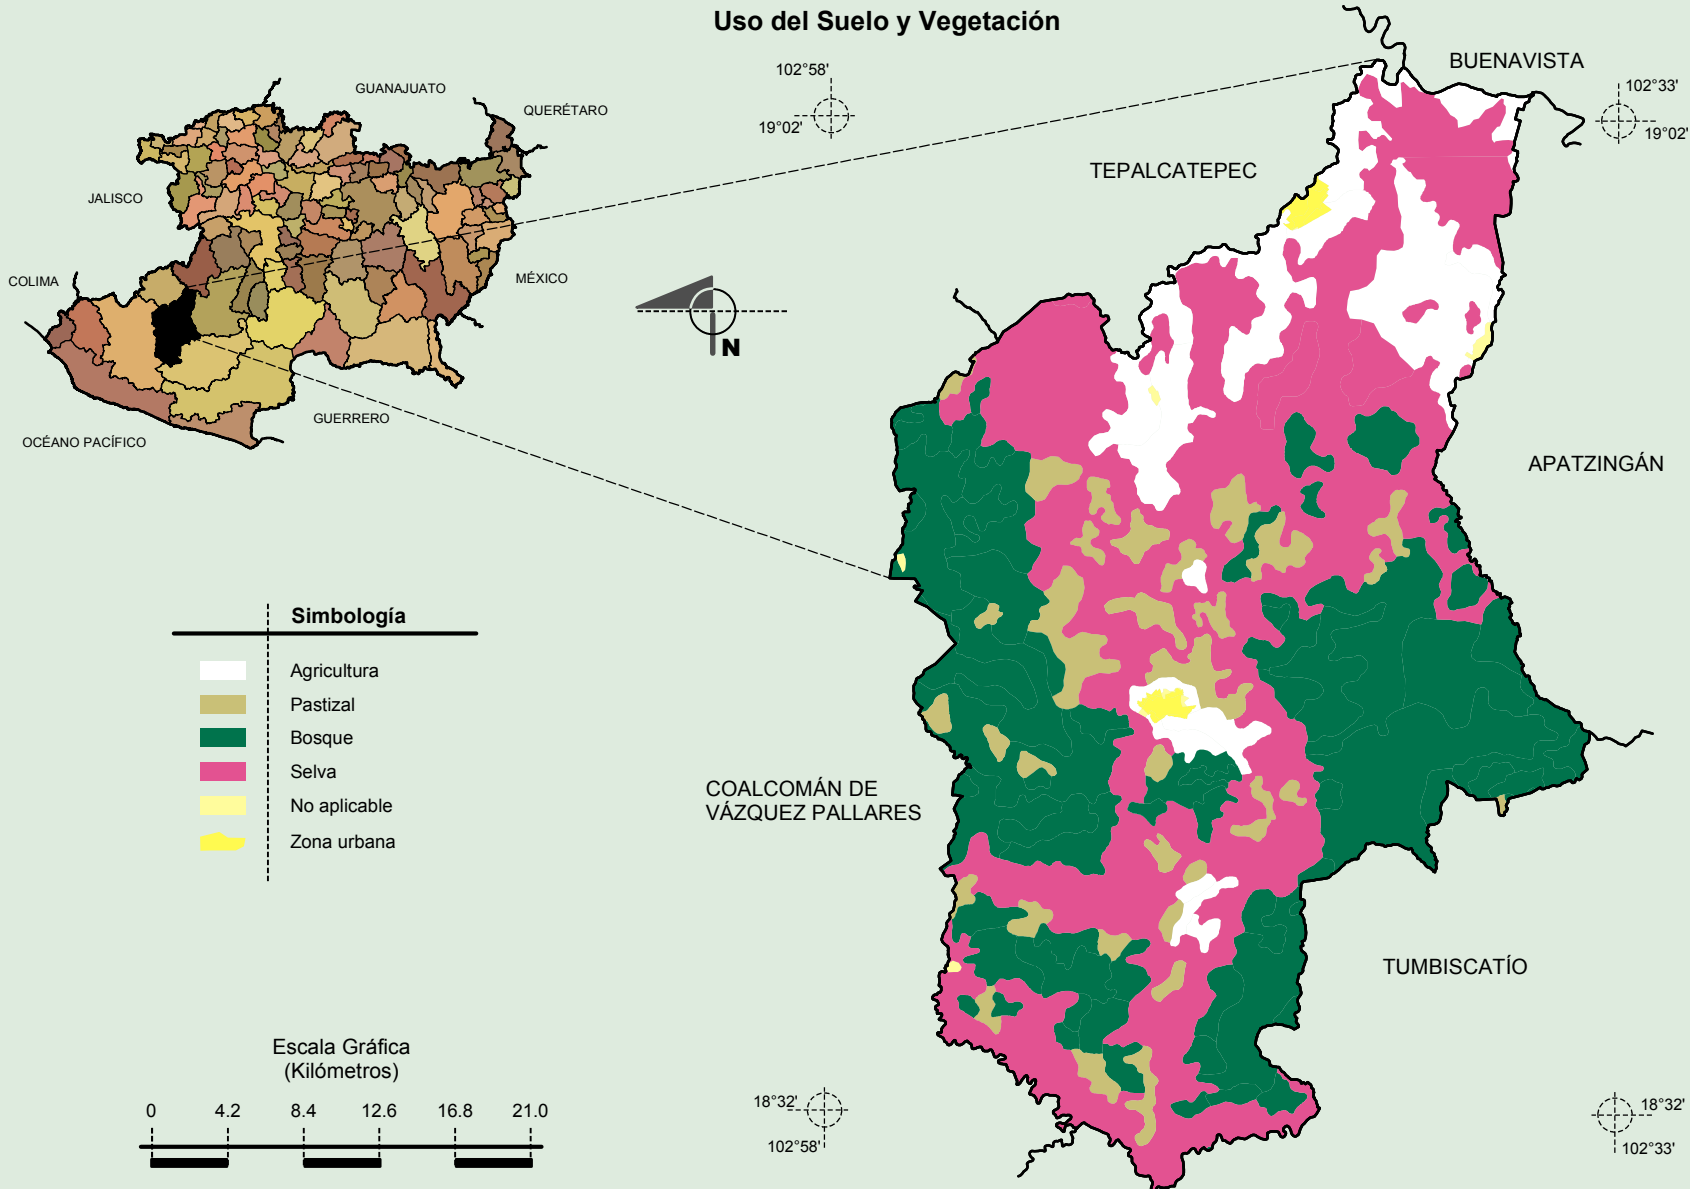 Uso del Suelo y Vegetación
GUANAJUATO
QUERÉTARO
JALISCO
COLIMA
MÉXICO
GUERRERO
OCÉANO PACÍFICO
N
102°58'
19°02'
102°33'
19°02'
BUENAVISTA
TEPALCATEPEC
APATZINGÁN
COALCOMÁN DE
VÁZQUEZ PALLARES
TUMBISCATÍO
Simbología
Agricultura
Pastizal
Bosque
Selva
No aplicable
Zona urbana
Escala Gráfica
(Kilómetros)
0 4.2 8.4 12.6 16.8 21.0
18°32'
102°58'
18°32'
102°33'